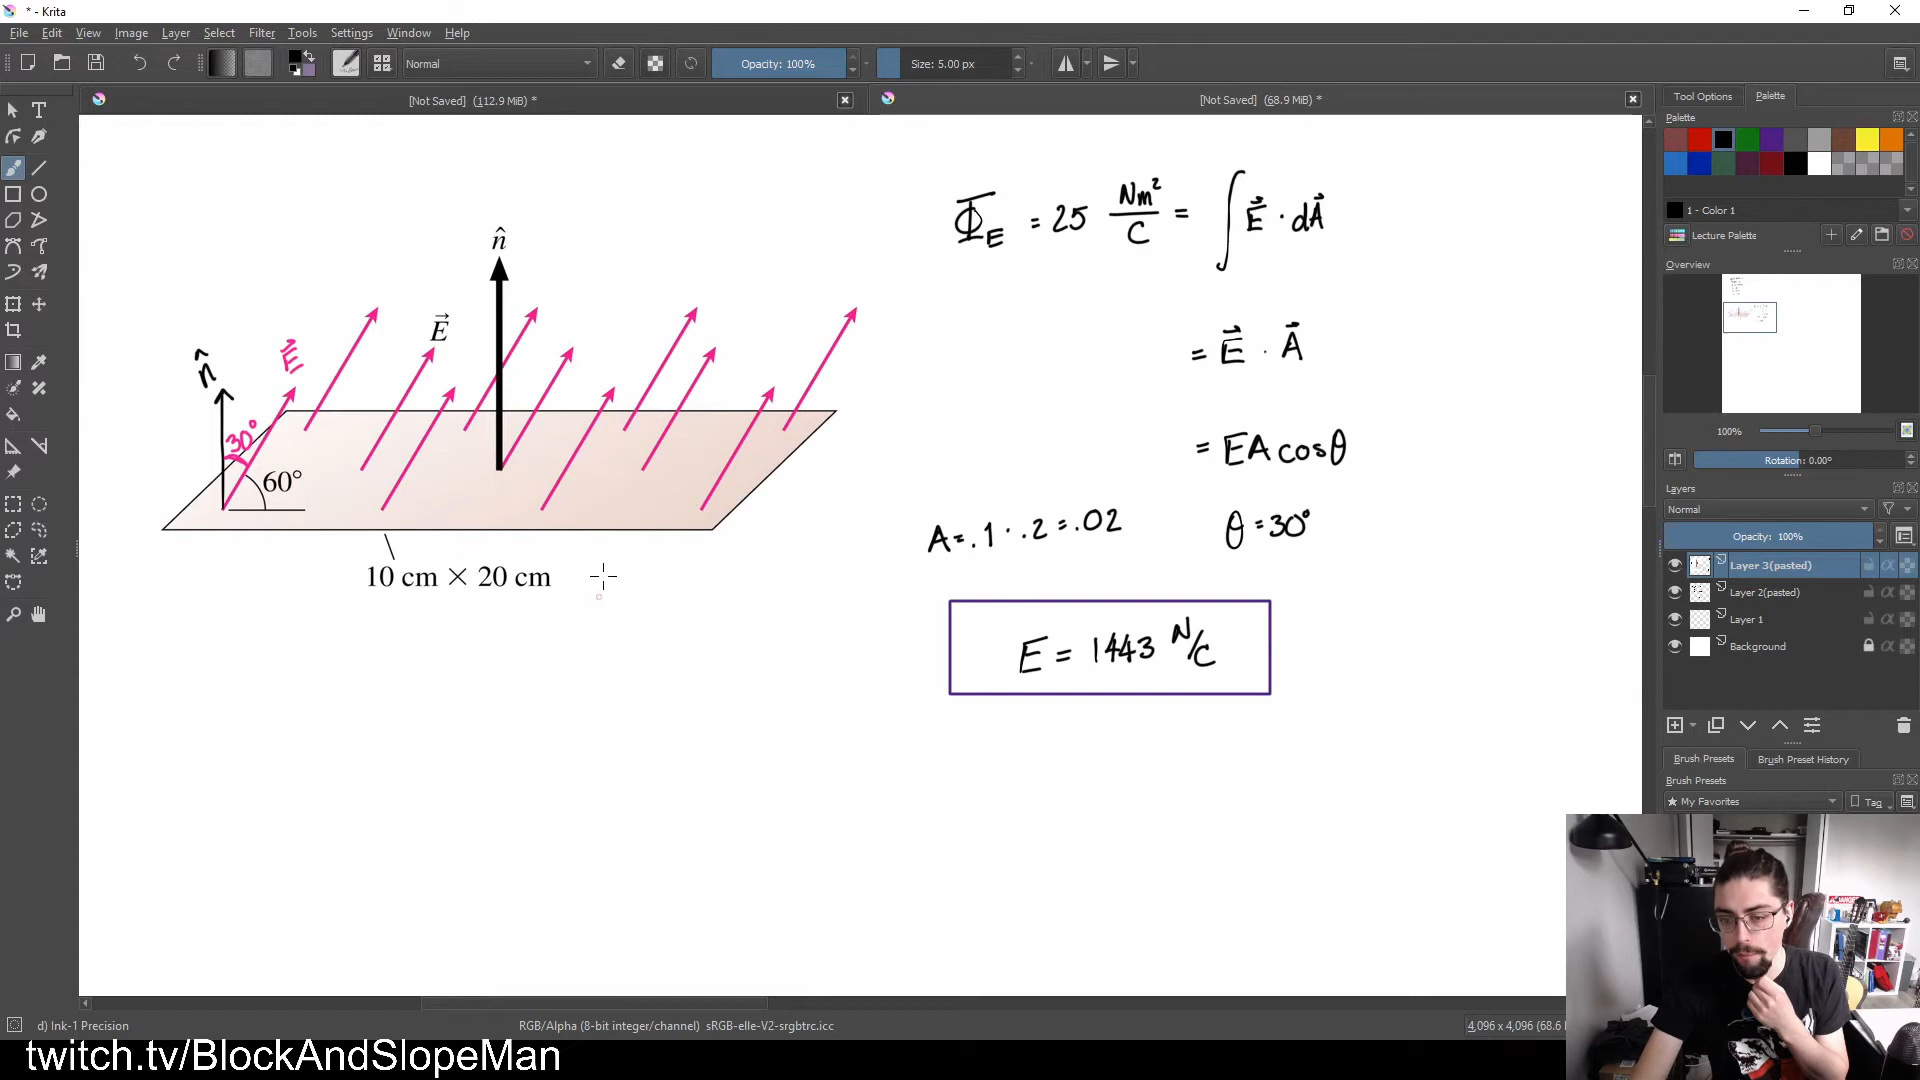 * - Krita
File Edit View Image Layer Select Filter Tools Settings Window Help
Normal Opacity: 100% Size: 5.00 px
[Not Saved] (112.9 MiB) *
[Not Saved] (68.9 MiB) *
Tool Options Palette
Palette
1 - Color 1
Lecture Palette
Overview
100%
Rotation: 0.00°
Layers
Normal
Opacity: 100%
Layer 3(pasted)
Layer 2(pasted)
Layer 1
Background
Brush Presets Brush Preset History
Brush Presets
★ My Favorites Tag
n̂
E⃗
n̂
E⃗
30°
60°
10 cm × 20 cm
Φ_E = 25 Nm²/C = ∫ E⃗ · dA⃗
= E⃗ · A⃗
= EA cosθ
A = .1 · .2 = .02 θ = 30°
E = 1443 N/C
d) Ink-1 Precision
RGB/Alpha (8-bit integer/channel) sRGB-elle-V2-srgbtrc.icc
4,096 x 4,096 (68.6
twitch.tv/BlockAndSlopeMan